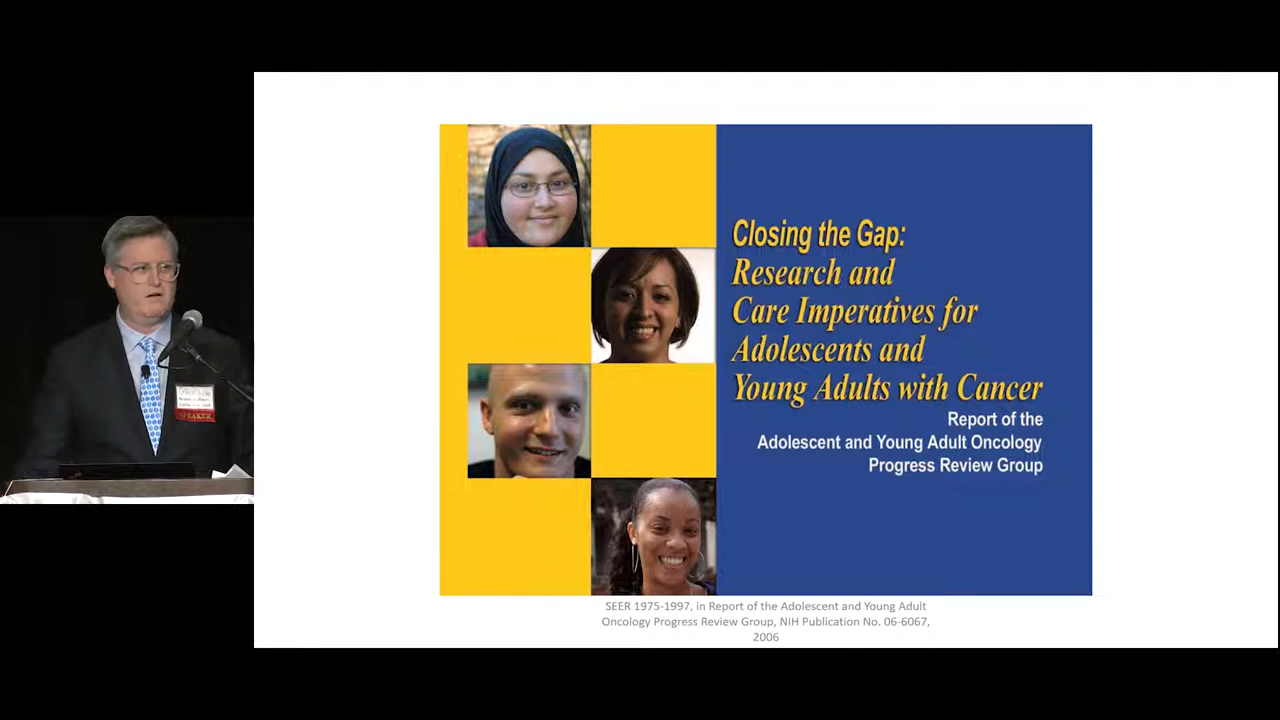 SPEAKER
Closing the Gap:
Research and
Care Imperatives for
Adolescents and
Young Adults with Cancer
Report of the
Adolescent and Young Adult Oncology
Progress Review Group
SEER 1975-1997, in Report of the Adolescent and Young Adult
Oncology Progress Review Group, NIH Publication No. 06-6067,
2006